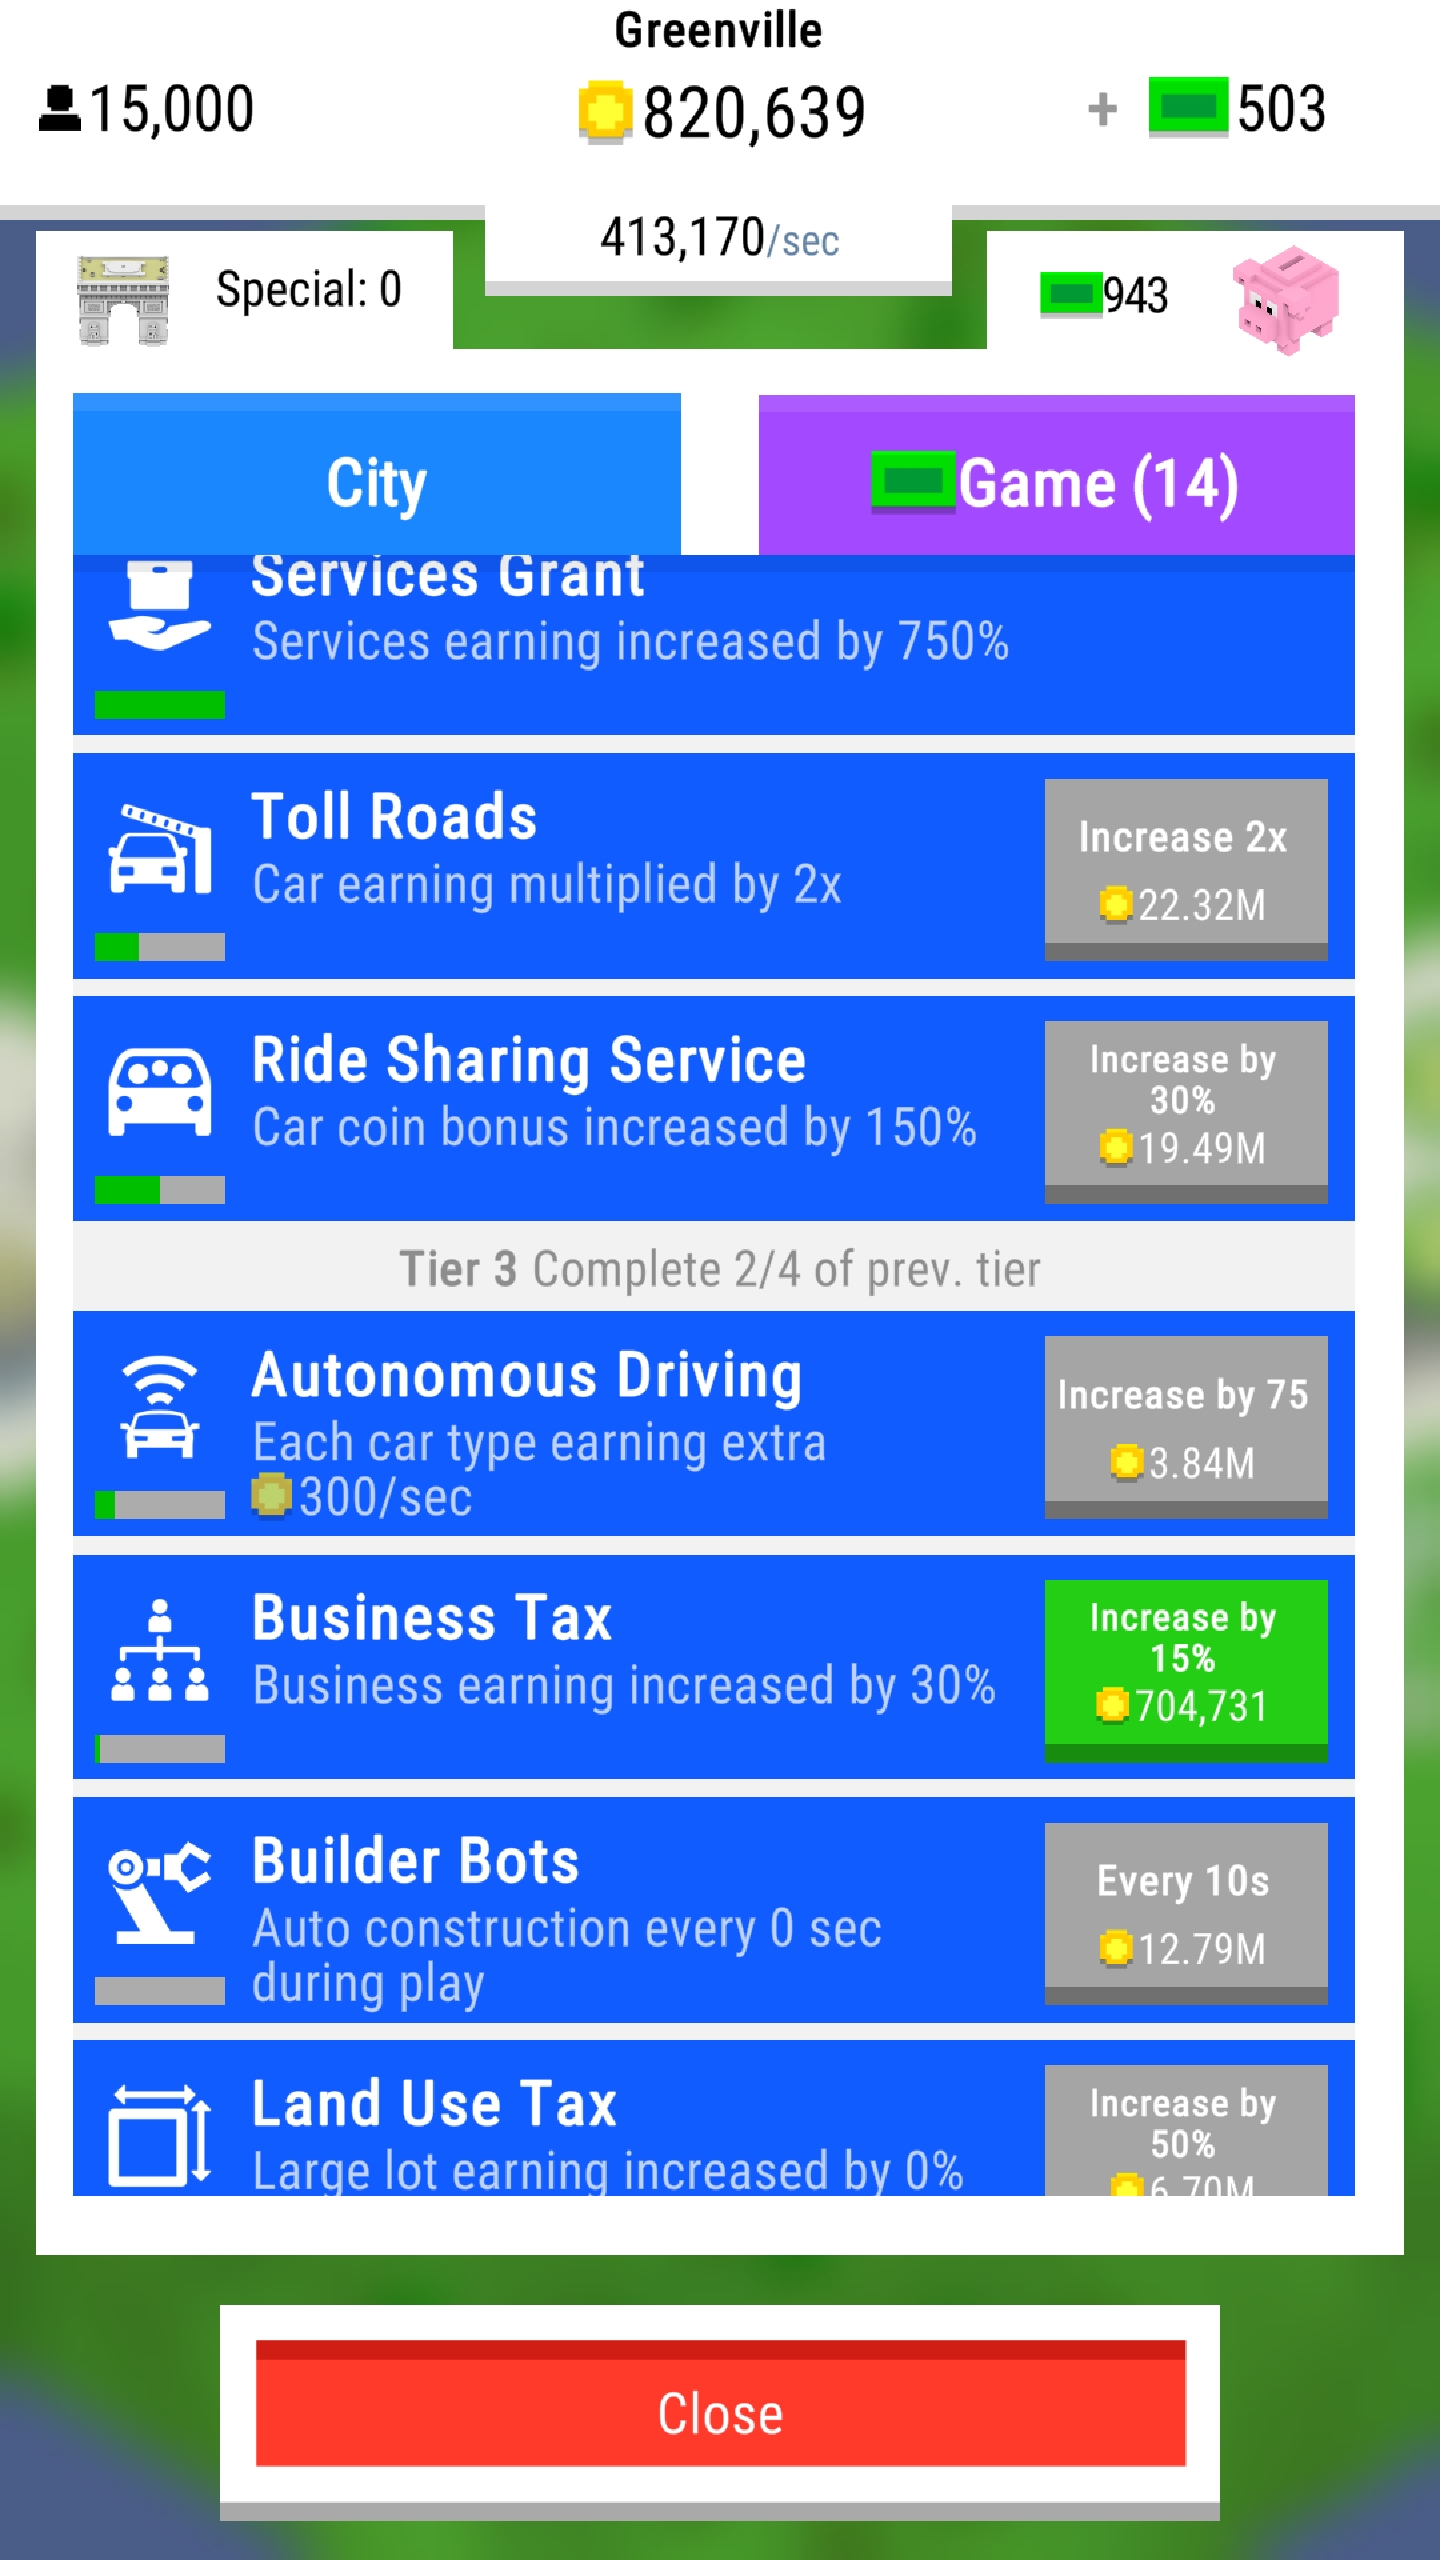 Greenville
15,000
820,639
+ 503
413,170/sec
Special: 0
943
City
Game (14)
Services Grant
Services earning increased by 750%
Toll Roads
Car earning multiplied by 2x
Increase 2x
22.32M
Ride Sharing Service
Car coin bonus increased by 150%
Increase by
30%
19.49M
Tier 3 Complete 2/4 of prev. tier
Autonomous Driving
Each car type earning extra
300/sec
Increase by 75
3.84M
Business Tax
Business earning increased by 30%
Increase by
15%
704,731
Builder Bots
Auto construction every 0 sec
during play
Every 10s
12.79M
Land Use Tax
Large lot earning increased by 0%
Increase by
50%
6.70M
Close